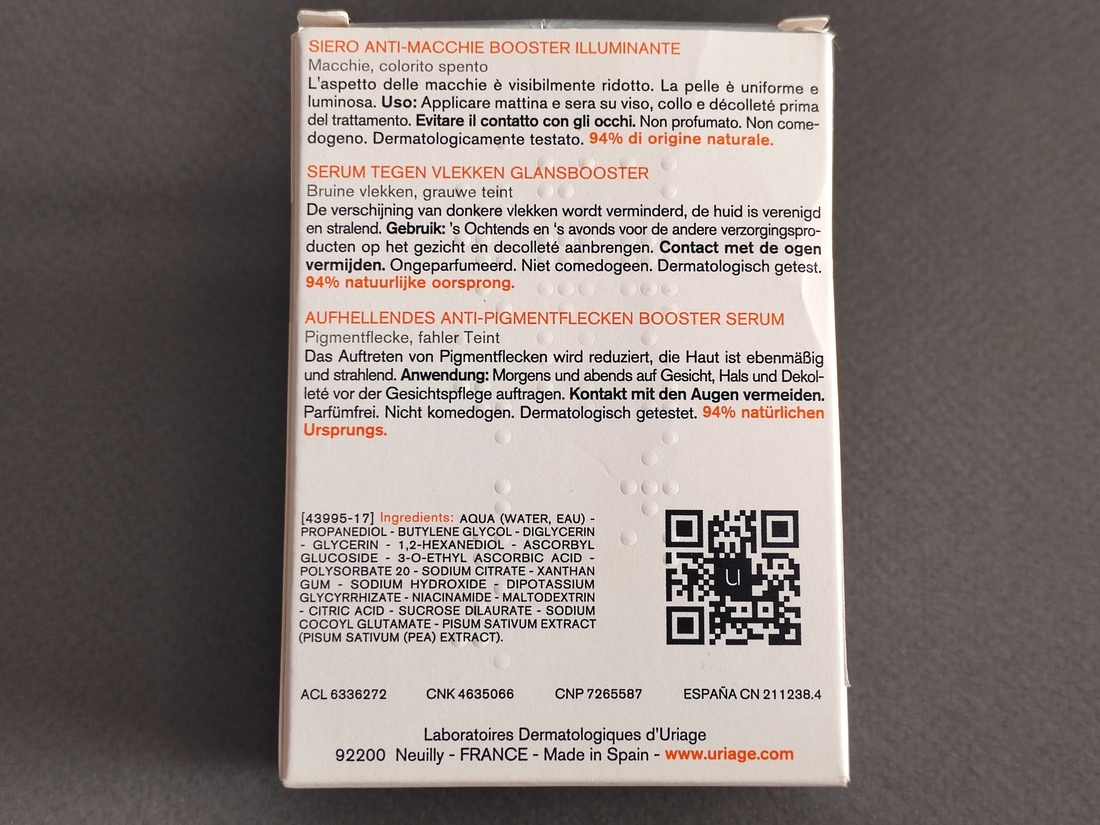 SIERO ANTI-MACCHIE BOOSTER ILLUMINANTE
Macchie, colorito spento
L'aspetto delle macchie è visibilmente ridotto. La pelle è uniforme e
luminosa. Uso: Applicare mattina e sera su viso, collo e décolleté prima
del trattamento. Evitare il contatto con gli occhi. Non profumato. Non come-
dogeno. Dermatologicamente testato. 94% di origine naturale.
SERUM TEGEN VLEKKEN GLANSBOOSTER
Bruine vlekken, grauwe teint
De verschijning van donkere vlekken wordt verminderd, de huid is verenigd
en stralend. Gebruik: 's Ochtends en 's avonds voor de andere verzorgingspro-
ducten op het gezicht en decolleté aanbrengen. Contact met de ogen
vermijden. Ongeparfumeerd. Niet comedogeen. Dermatologisch getest.
94% natuurlijke oorsprong.
AUFHELLENDES ANTI-PIGMENTFLECKEN BOOSTER SERUM
Pigmentflecke, fahler Teint
Das Auftreten von Pigmentflecken wird reduziert, die Haut ist ebenmäßig
und strahlend. Anwendung: Morgens und abends auf Gesicht, Hals und Dekol-
leté vor der Gesichtspflege auftragen. Kontakt mit den Augen vermeiden.
Parfümfrei. Nicht komedogen. Dermatologisch getestet. 94% natürlichen
Ursprungs.
[43995-17] Ingredients: AQUA (WATER, EAU) -
PROPANEDIOL - BUTYLENE GLYCOL - DIGLYCERIN
- GLYCERIN - 1,2-HEXANEDIOL - ASCORBYL
GLUCOSIDE - 3-O-ETHYL ASCORBIC ACID -
POLYSORBATE 20 - SODIUM CITRATE - XANTHAN
GUM - SODIUM HYDROXIDE - DIPOTASSIUM
GLYCYRRHIZATE - NIACINAMIDE - MALTODEXTRIN
- CITRIC ACID - SUCROSE DILAURATE - SODIUM
COCOYL GLUTAMATE - PISUM SATIVUM EXTRACT
(PISUM SATIVUM (PEA) EXTRACT).
u
ACL 6336272 CNK 4635066 CNP 7265587 ESPAÑA CN 211238.4
Laboratoires Dermatologiques d'Uriage
92200 Neuilly - FRANCE - Made in Spain - www.uriage.com